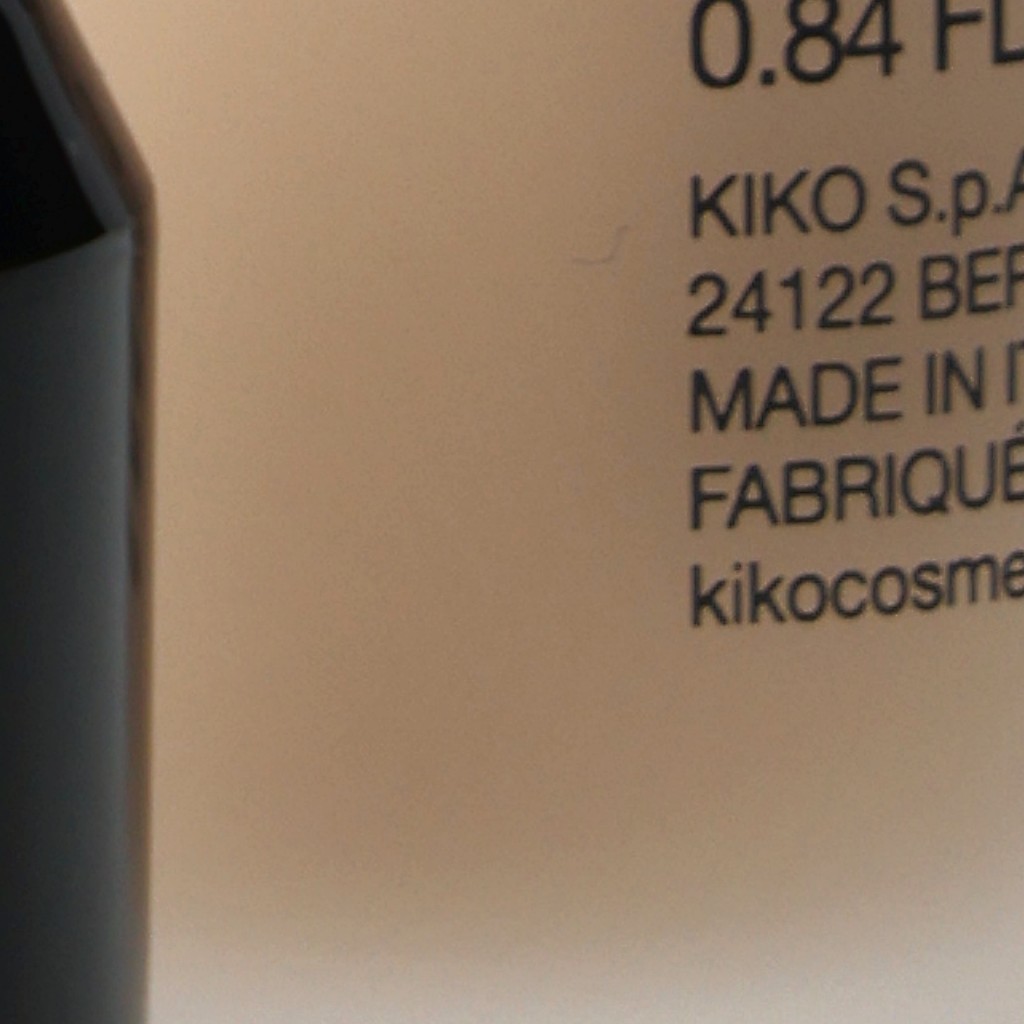 0.84 FL
KIKO S.p.A
24122 BER
MADE IN IT
FABRIQUÉ
kikocosme